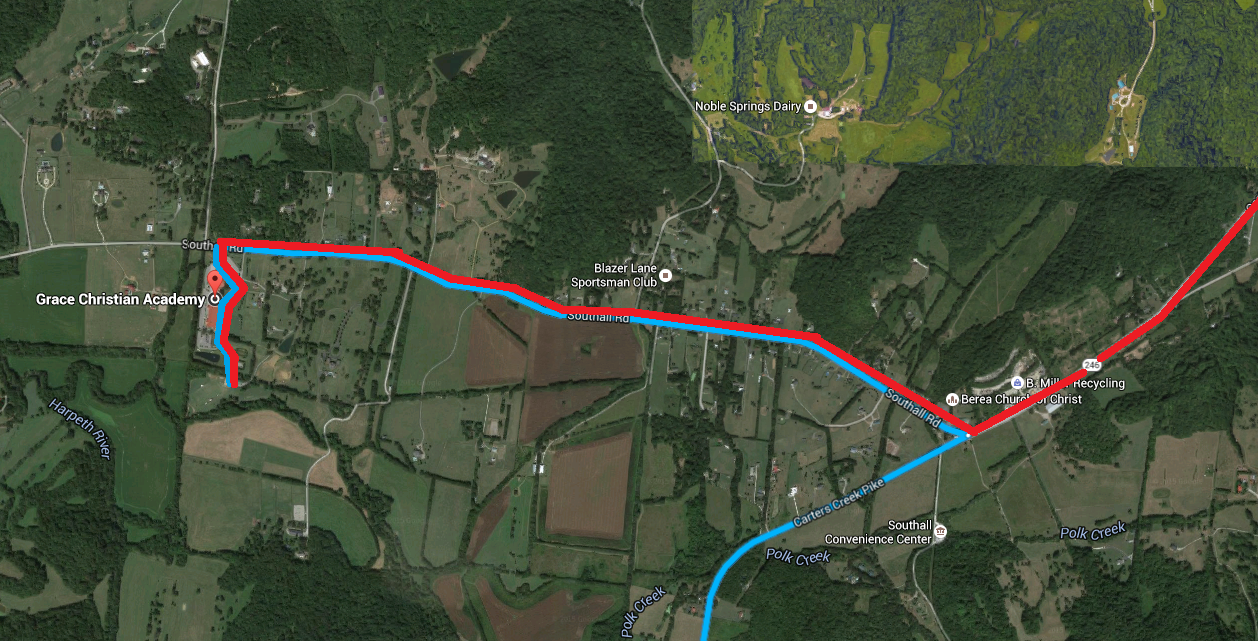 Noble Springs Dairy
Southall Rd
Blazer Lane
Sportsman Club
Grace Christian Academy
Southall Rd
246
B. Miller Recycling
Berea Church of Christ
Southall Rd
Harpeth River
Carters Creek Pike
Southall
Convenience Center
Polk Creek
Polk Creek
Polk Creek